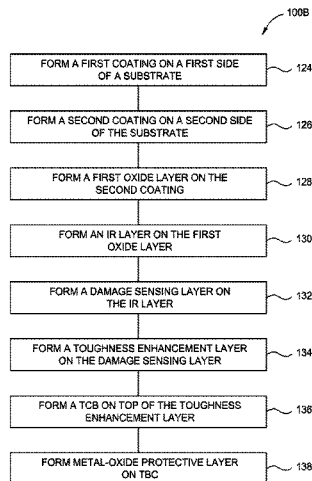 100B
FORM A FIRST COATING ON A FIRST SIDE
OF A SUBSTRATE
124
FORM A SECOND COATING ON A SECOND SIDE
OF THE SUBSTRATE
126
FORM A FIRST OXIDE LAYER ON THE
SECOND COATING
128
FORM AN IR LAYER ON THE FIRST
OXIDE LAYER
130
FORM A DAMAGE SENSING LAYER ON
THE IR LAYER
132
FORM A TOUGHNESS ENHANCEMENT LAYER
ON THE DAMAGE SENSING LAYER
134
FORM A TCB ON TOP OF THE TOUGHNESS
ENHANCEMENT LAYER
136
FORM METAL-OXIDE PROTECTIVE LAYER
ON TBC
138